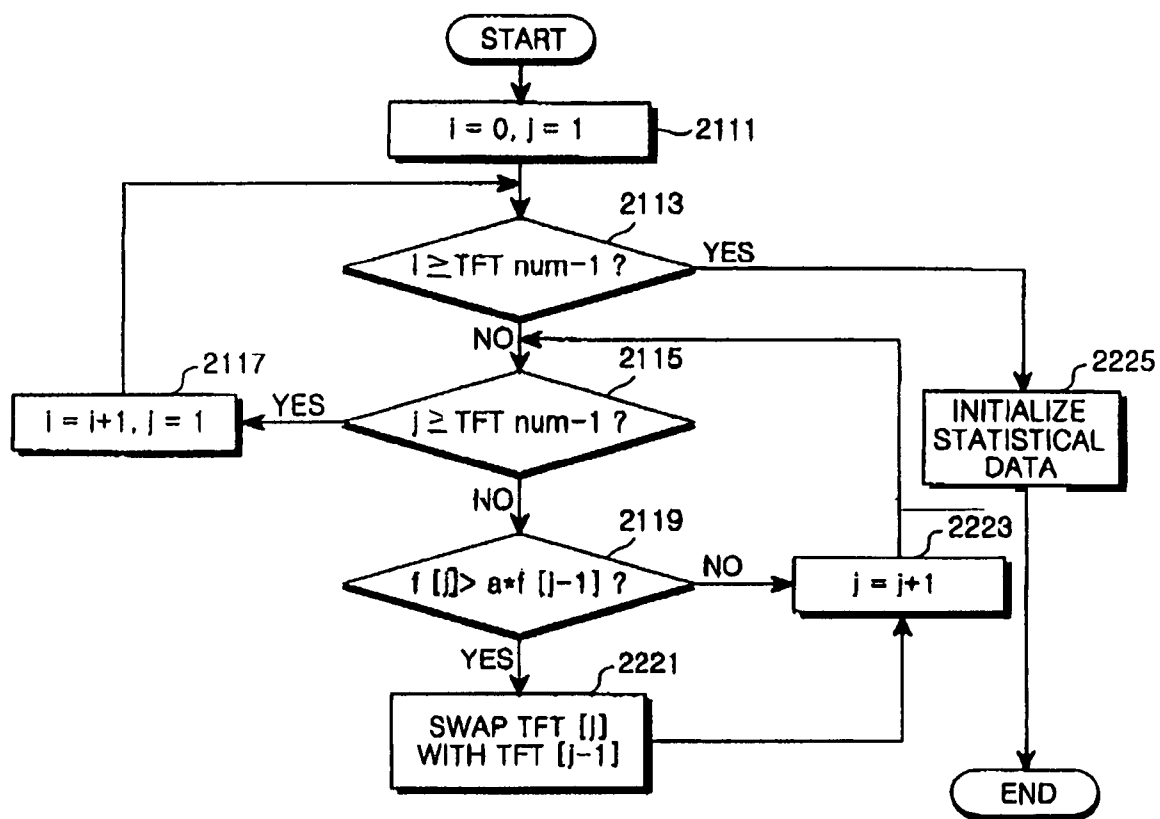 START
i = 0, j = 1
2111
2113
i ≥ TFT num-1 ?
YES
NO
2115
2117
i = i+1, j = 1
YES
j ≥ TFT num-1 ?
2225
INITIALIZE
STATISTICAL
DATA
NO
2119
f [j]> a*f [j-1] ?
NO
2223
j = j+1
YES
2221
SWAP TFT [j]
WITH TFT [j-1]
END